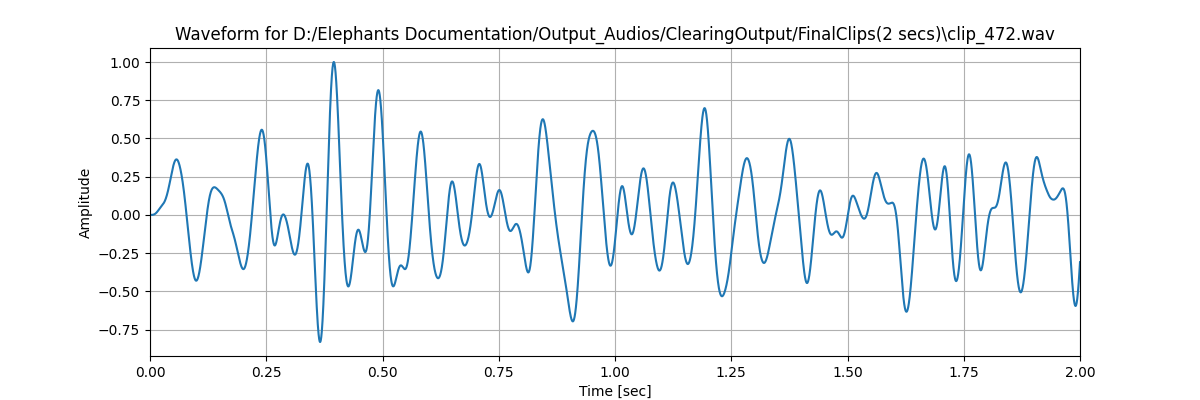 Waveform for D:/Elephants Documentation/Output_Audios/ClearingOutput/FinalClips(2 secs)\clip_472.wav
1.00
0.75
0.50
0.25
0.00
−0.25
−0.50
−0.75
Amplitude
0.00 0.25 0.50 0.75 1.00 1.25 1.50 1.75 2.00
Time [sec]